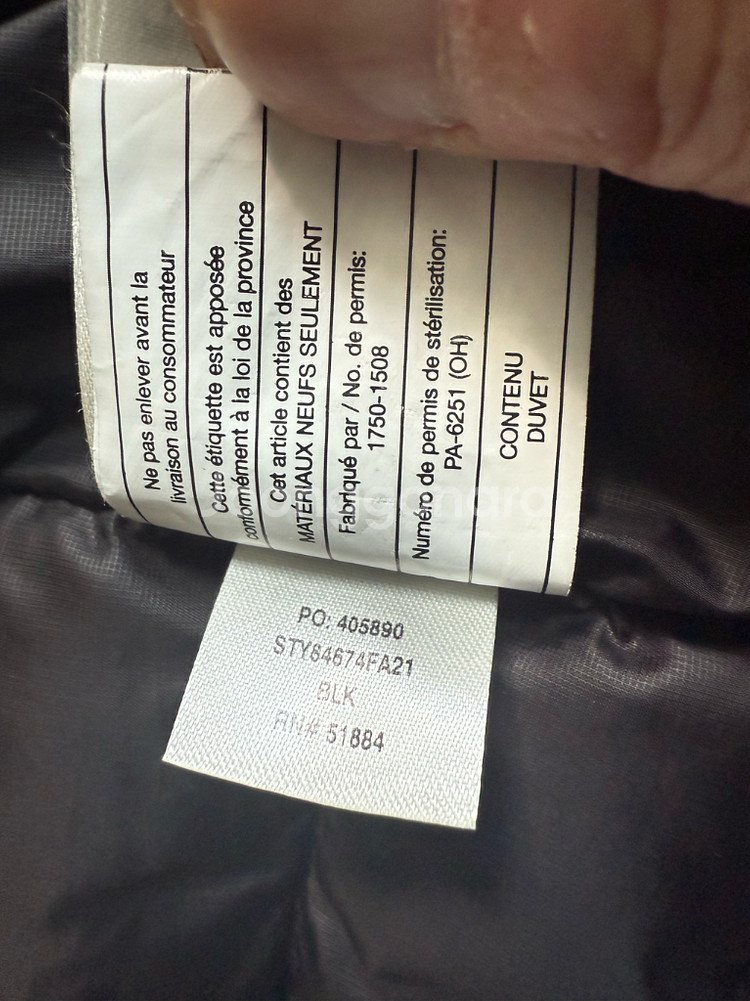 Ne pas enlever avant la
livraison au consommateur
Cette étiquette est apposée
conformément à la loi de la province
Cet article contient des
MATÉRIAUX NEUFS SEULEMENT
Fabriqué par / No. de permis:
1750-1508
Numéro de permis de stérilisation:
PA-6251 (OH)
CONTENU
DUVET
PO: 405890
STY84674FA21
BLK
RN# 51884